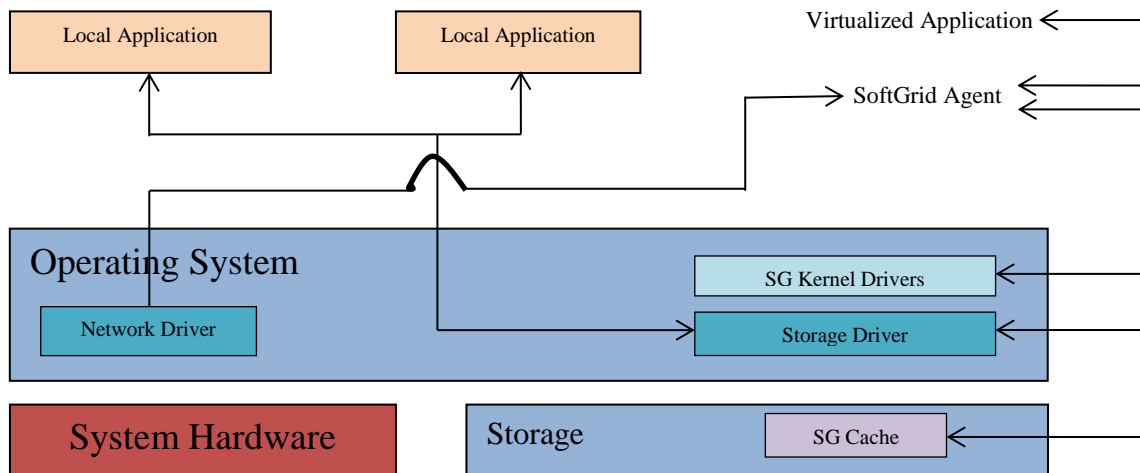 Local Application
Local Application
Virtualized Application
SoftGrid Agent
Operating System
SG Kernel Drivers
Network Driver
Storage Driver
System Hardware
Storage
SG Cache